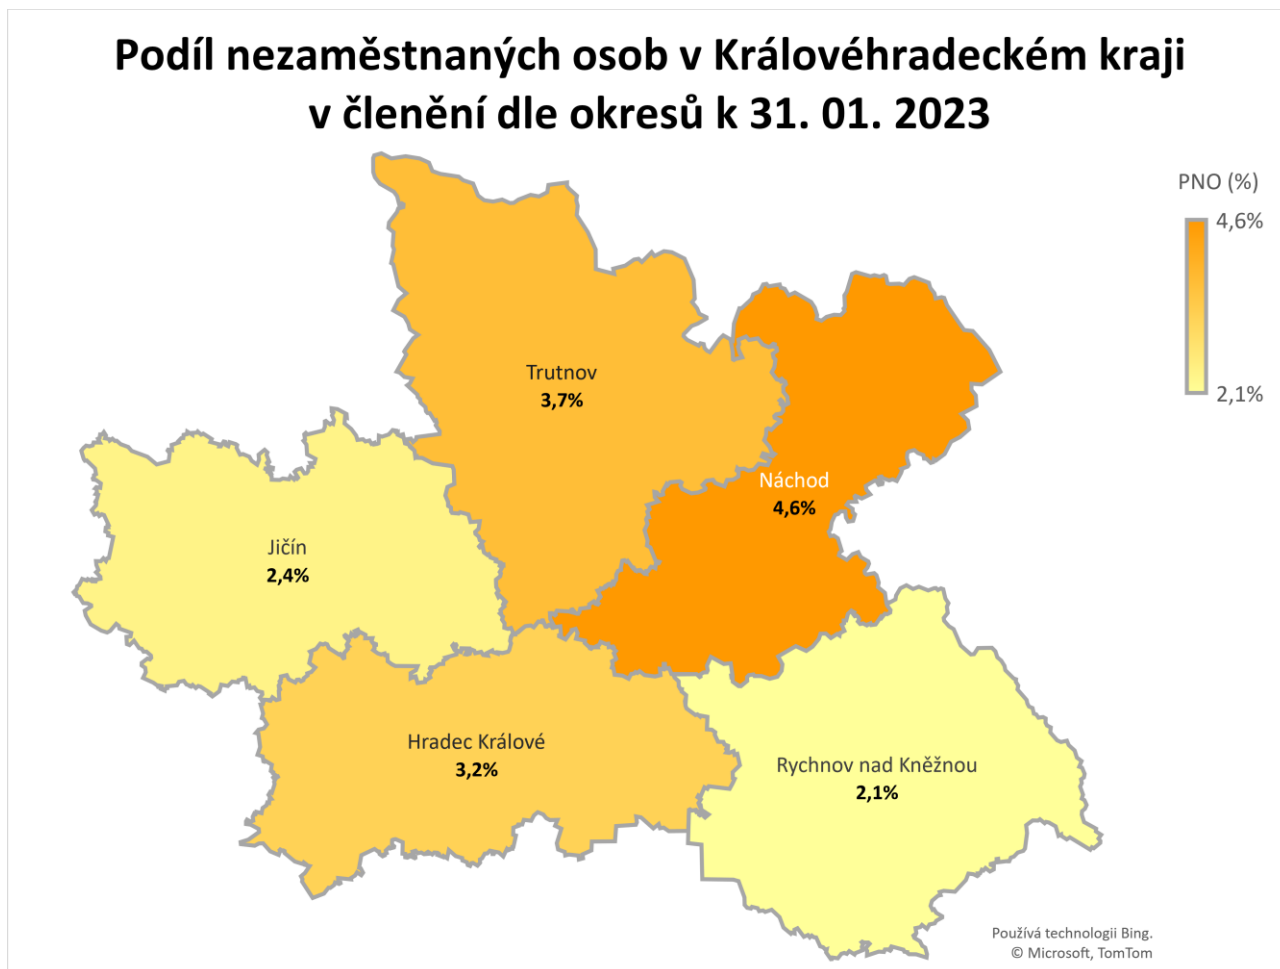 Podíl nezaměstnaných osob v Královéhradeckém kraji
v členění dle okresů k 31. 01. 2023
PNO (%)
4,6%
2,1%
Trutnov
3,7%
Náchod
4,6%
Jičín
2,4%
Hradec Králové
3,2%
Rychnov nad Kněžnou
2,1%
Používá technologii Bing.
© Microsoft, TomTom